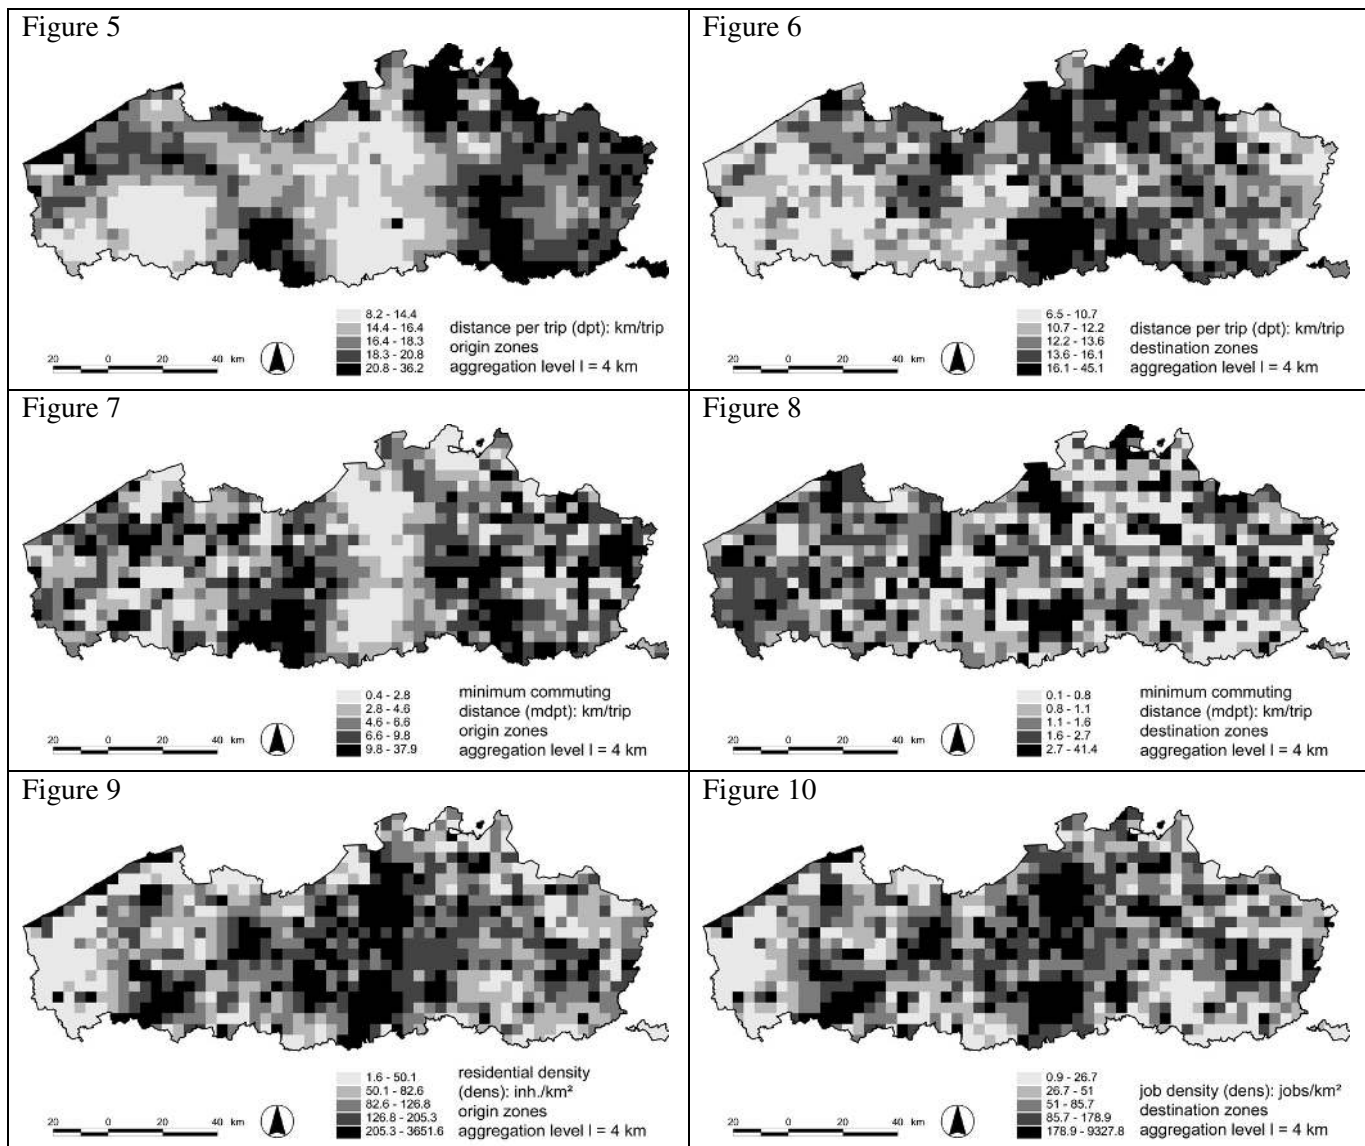 Figure 5
8.2 - 14.4
14.4 - 16.4
16.4 - 18.3
18.3 - 20.8
20.8 - 36.2
distance per trip (dpt): km/trip
origin zones
aggregation level l = 4 km
20 0 20 40 km
Figure 6
6.5 - 10.7
10.7 - 12.2
12.2 - 13.6
13.6 - 16.1
16.1 - 45.1
distance per trip (dpt): km/trip
destination zones
aggregation level l = 4 km
20 0 20 40 km
Figure 7
0.4 - 2.8
2.8 - 4.6
4.6 - 6.6
6.6 - 9.8
9.8 - 37.9
minimum commuting
distance (mdpt): km/trip
origin zones
aggregation level l = 4 km
20 0 20 40 km
Figure 8
0.1 - 0.8
0.8 - 1.1
1.1 - 1.6
1.6 - 2.7
2.7 - 41.4
minimum commuting
distance (mdpt): km/trip
destination zones
aggregation level l = 4 km
20 0 20 40 km
Figure 9
1.6 - 50.1
50.1 - 82.6
82.6 - 126.8
126.8 - 205.3
205.3 - 3651.6
residential density
(dens): inh./km²
origin zones
aggregation level l = 4 km
20 0 20 40 km
Figure 10
0.9 - 26.7
26.7 - 51
51 - 85.7
85.7 - 178.9
178.9 - 9327.8
job density (dens): jobs/km²
destination zones
aggregation level l = 4 km
20 0 20 40 km